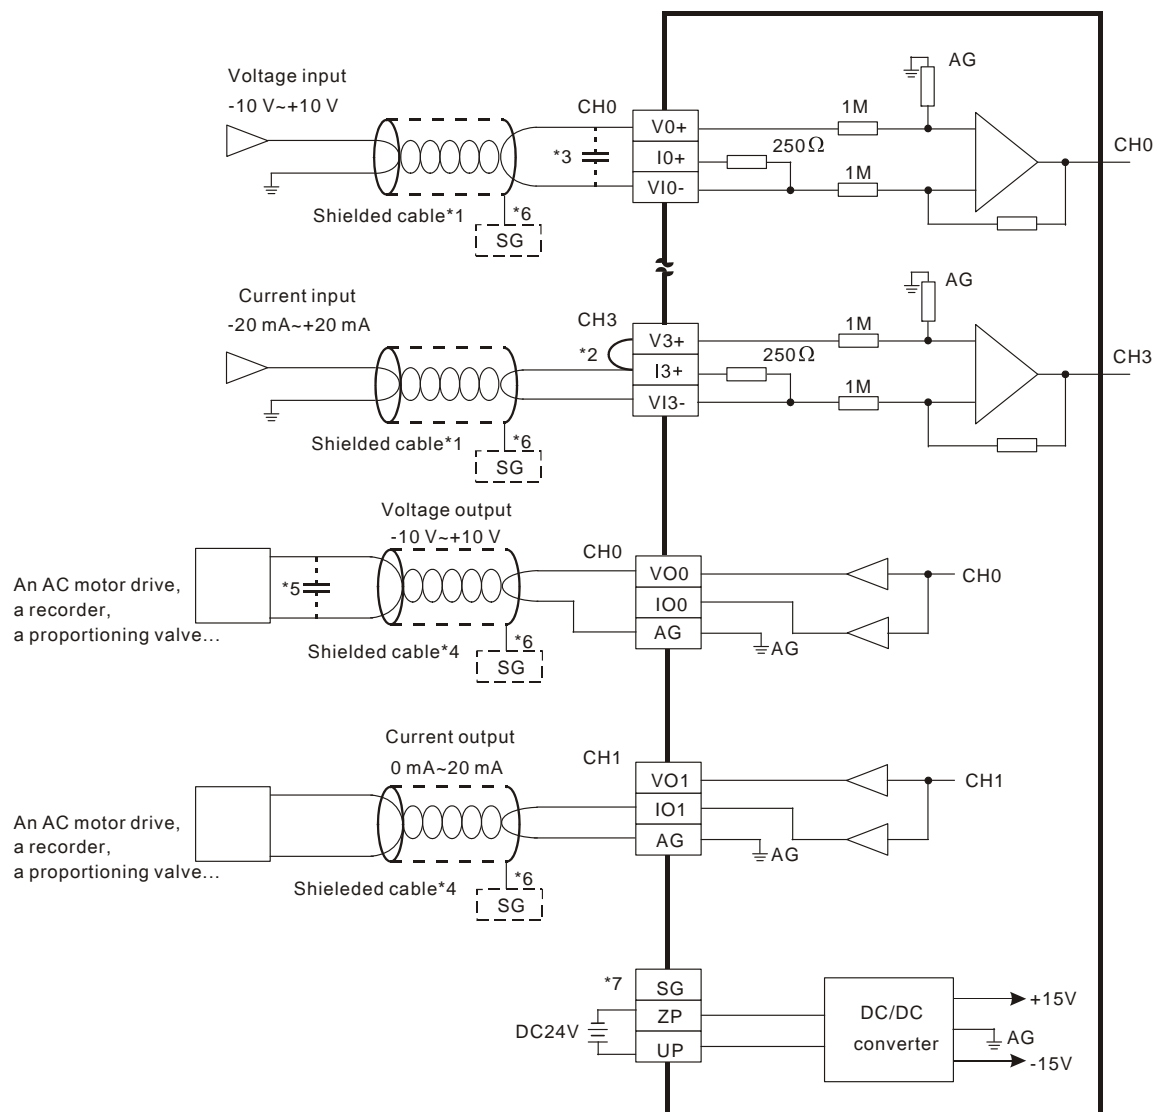 Voltage input
-10 V~+10 V
CH0
*3
Shielded cable*1
*6
SG
V0+
I0+
VI0-
250Ω
1M
1M
AG
CH0
Current input
-20 mA~+20 mA
CH3
*2
Shielded cable*1
*6
SG
V3+
I3+
VI3-
250Ω
1M
1M
AG
CH3
Voltage output
-10 V~+10 V
CH0
An AC motor drive,
a recorder,
a proportioning valve...
*5
Shielded cable*4
*6
SG
VO0
IO0
AG
AG
CH0
Current output
0 mA~20 mA
CH1
An AC motor drive,
a recorder,
a proportioning valve...
Shieleded cable*4
*6
SG
VO1
IO1
AG
AG
CH1
*7
DC24V
SG
ZP
UP
DC/DC
converter
+15V
AG
-15V